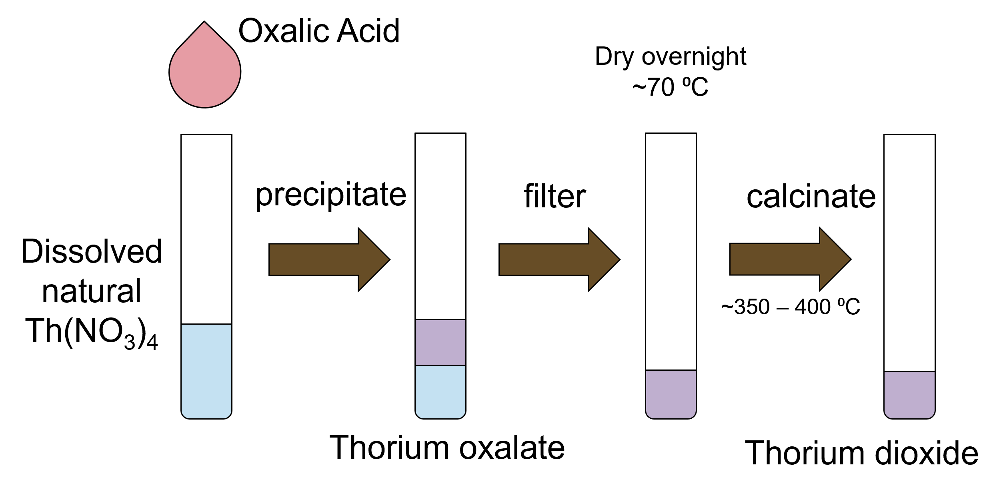 Oxalic Acid
Dry overnight
~70 ºC
precipitate
filter
calcinate
Dissolved
natural
Th(NO₃)₄
~350 – 400 ºC
Thorium oxalate
Thorium dioxide